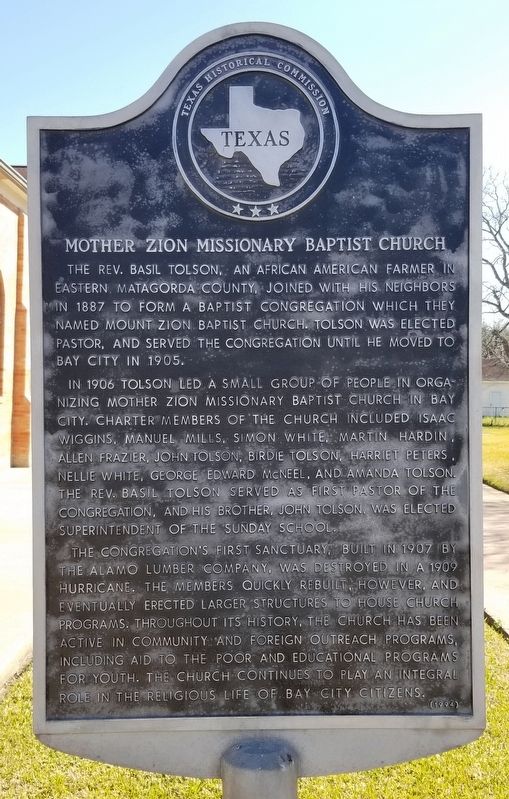 TEXAS HISTORICAL COMMISSION
TEXAS
MOTHER ZION MISSIONARY BAPTIST CHURCH
THE REV. BASIL TOLSON, AN AFRICAN AMERICAN FARMER IN
EASTERN MATAGORDA COUNTY, JOINED WITH HIS NEIGHBORS
IN 1887 TO FORM A BAPTIST CONGREGATION WHICH THEY
NAMED MOUNT ZION BAPTIST CHURCH. TOLSON WAS ELECTED
PASTOR, AND SERVED THE CONGREGATION UNTIL HE MOVED TO
BAY CITY IN 1905.
IN 1906 TOLSON LED A SMALL GROUP OF PEOPLE IN ORGA-
NIZING MOTHER ZION MISSIONARY BAPTIST CHURCH IN BAY
CITY. CHARTER MEMBERS OF THE CHURCH INCLUDED ISAAC
WIGGINS, MANUEL MILLS, SIMON WHITE, MARTIN HARDIN,
ALLEN FRAZIER, JOHN TOLSON, BIRDIE TOLSON, HARRIET PETERS,
NELLIE WHITE, GEORGE EDWARD McNEEL, AND AMANDA TOLSON.
THE REV. BASIL TOLSON SERVED AS FIRST PASTOR OF THE
CONGREGATION, AND HIS BROTHER, JOHN TOLSON, WAS ELECTED
SUPERINTENDENT OF THE SUNDAY SCHOOL.
THE CONGREGATION'S FIRST SANCTUARY, BUILT IN 1907 BY
THE ALAMO LUMBER COMPANY, WAS DESTROYED IN A 1909
HURRICANE. THE MEMBERS QUICKLY REBUILT, HOWEVER, AND
EVENTUALLY ERECTED LARGER STRUCTURES TO HOUSE CHURCH
PROGRAMS. THROUGHOUT ITS HISTORY, THE CHURCH HAS BEEN
ACTIVE IN COMMUNITY AND FOREIGN OUTREACH PROGRAMS,
INCLUDING AID TO THE POOR AND EDUCATIONAL PROGRAMS
FOR YOUTH. THE CHURCH CONTINUES TO PLAY AN INTEGRAL
ROLE IN THE RELIGIOUS LIFE OF BAY CITY CITIZENS.
(1994)